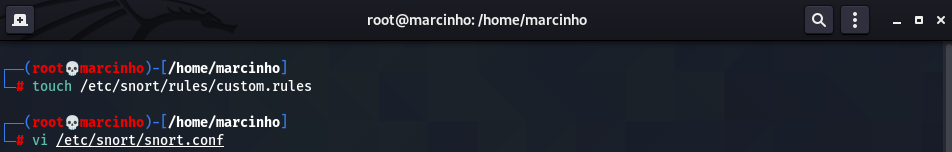 root@marcinho: /home/marcinho
┌──(root💀marcinho)-[/home/marcinho]
└─# touch /etc/snort/rules/custom.rules
┌──(root💀marcinho)-[/home/marcinho]
└─# vi /etc/snort/snort.conf